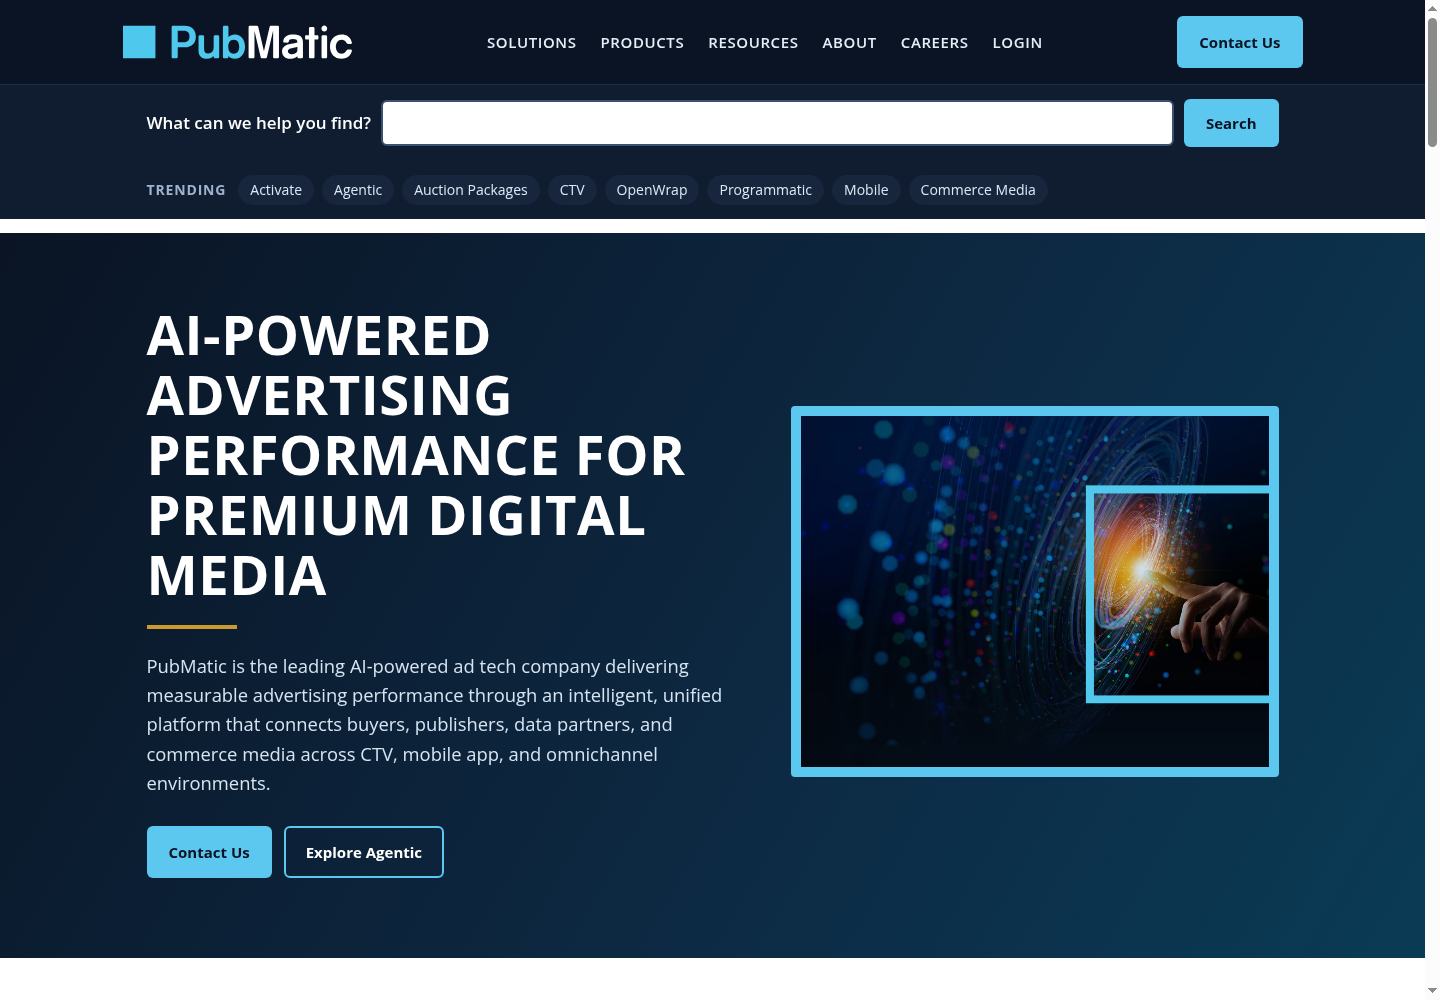 PubMatic
SOLUTIONS PRODUCTS RESOURCES ABOUT CAREERS LOGIN
Contact Us
What can we help you find?
Search
TRENDING Activate Agentic Auction Packages CTV OpenWrap Programmatic Mobile Commerce Media
AI-POWERED
ADVERTISING
PERFORMANCE FOR
PREMIUM DIGITAL
MEDIA
PubMatic is the leading AI-powered ad tech company delivering
measurable advertising performance through an intelligent, unified
platform that connects buyers, publishers, data partners, and
commerce media across CTV, mobile app, and omnichannel
environments.
Contact Us
Explore Agentic